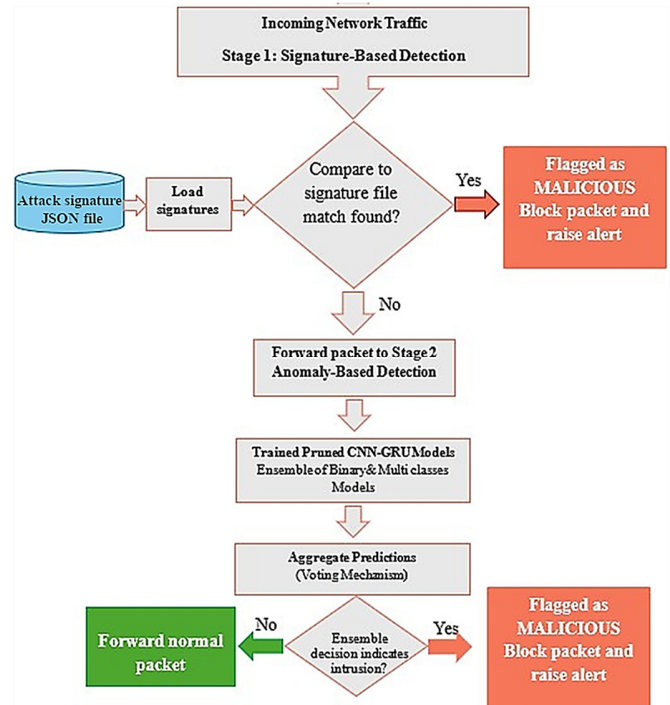 Incoming Network Traffic
Stage 1: Signature-Based Detection
Attack signature
JSON file
Load
signatures
Compare to
signature file
match found?
Yes
Flagged as
MALICIOUS
Block packet and
raise alert
No
Forward packet to Stage 2
Anomaly-Based Detection
Trained Pruned CNN-GRU Models
Ensemble of Binary & Multi classes
Models
Aggregate Predictions
(Voting Mechanism)
Ensemble
decision indicates
intrusion?
No
Forward normal
packet
Yes
Flagged as
MALICIOUS
Block packet and
raise alert